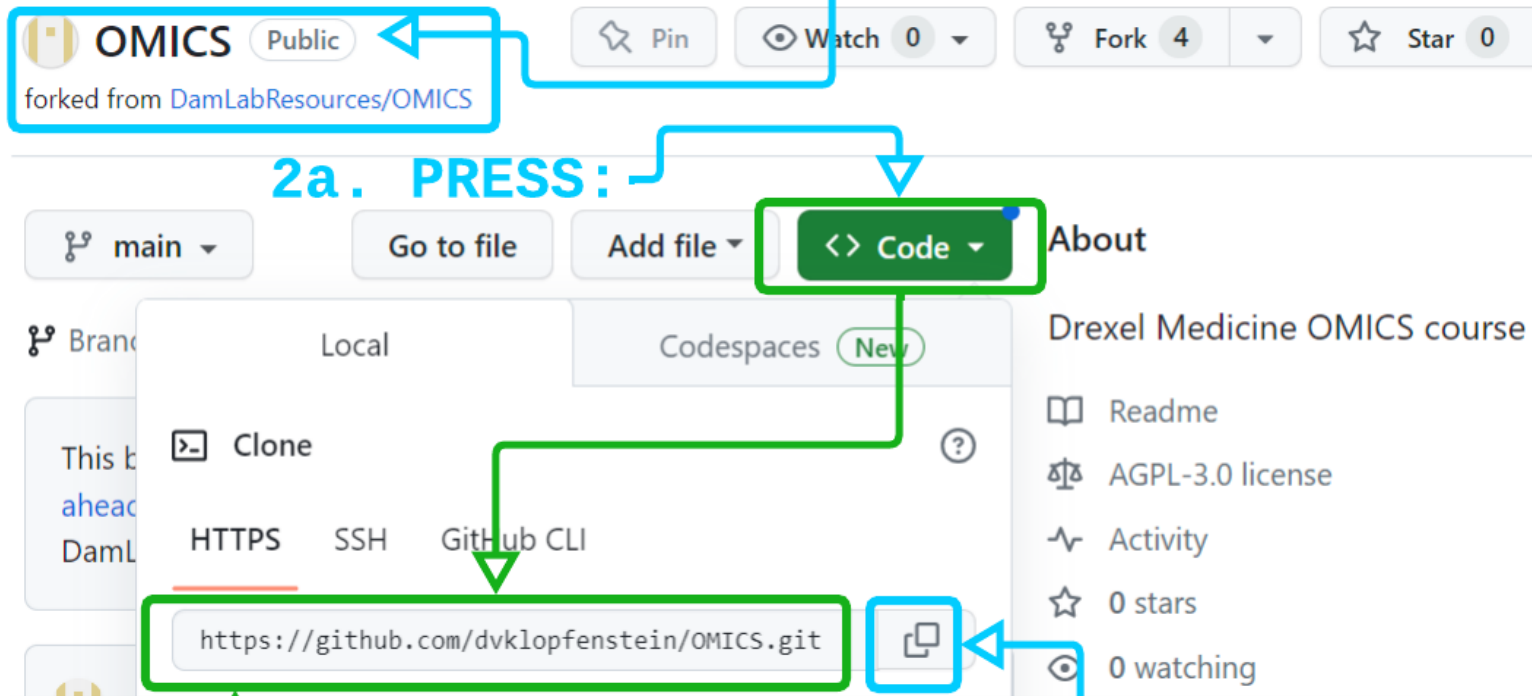 OMICS Public
Pin
Watch 0
Fork 4
Star 0
forked from DamLabResources/OMICS
2a. PRESS:
main
Go to file
Add file
<> Code
About
Drexel Medicine OMICS course
Local
Codespaces New
Clone
This
HTTPS SSH GitHub CLI
https://github.com/dvklopfenstein/OMICS.git
Readme
AGPL-3.0 license
Activity
0 stars
0 watching